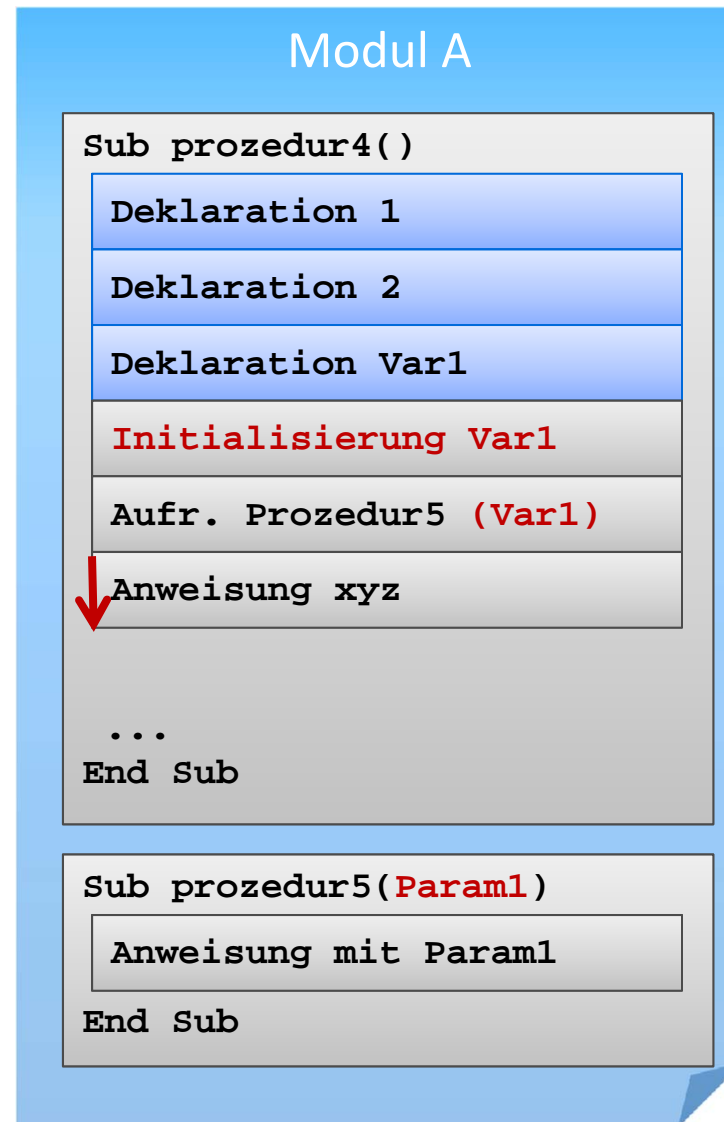 Modul A
Sub prozedur4()
Deklaration 1
Deklaration 2
Deklaration Var1
Initialisierung Var1
Aufr. Prozedur5 (Var1)
Anweisung xyz
...
End Sub
Sub prozedur5(Param1)
Anweisung mit Param1
End Sub